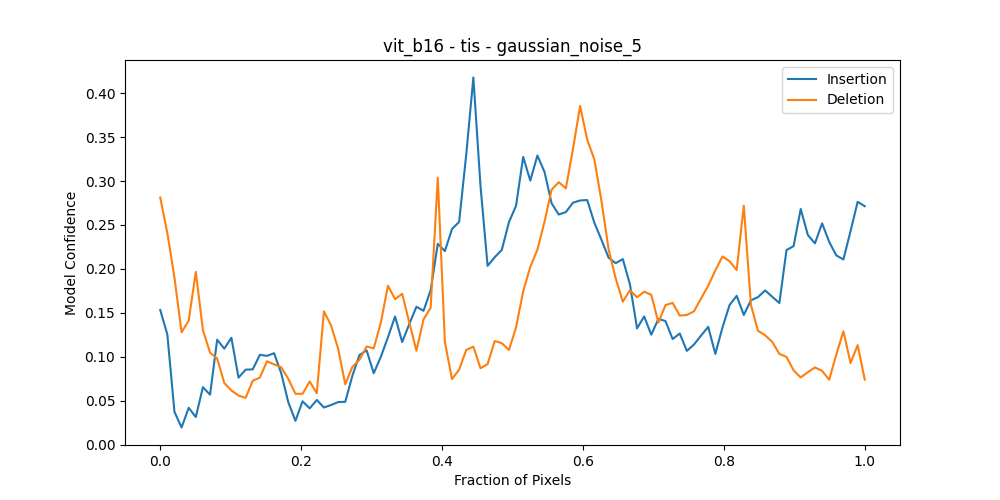 vit_b16 - tis - gaussian_noise_5
Insertion
Deletion
Model Confidence
0.40
0.35
0.30
0.25
0.20
0.15
0.10
0.05
0.00
0.0 0.2 0.4 0.6 0.8 1.0
Fraction of Pixels